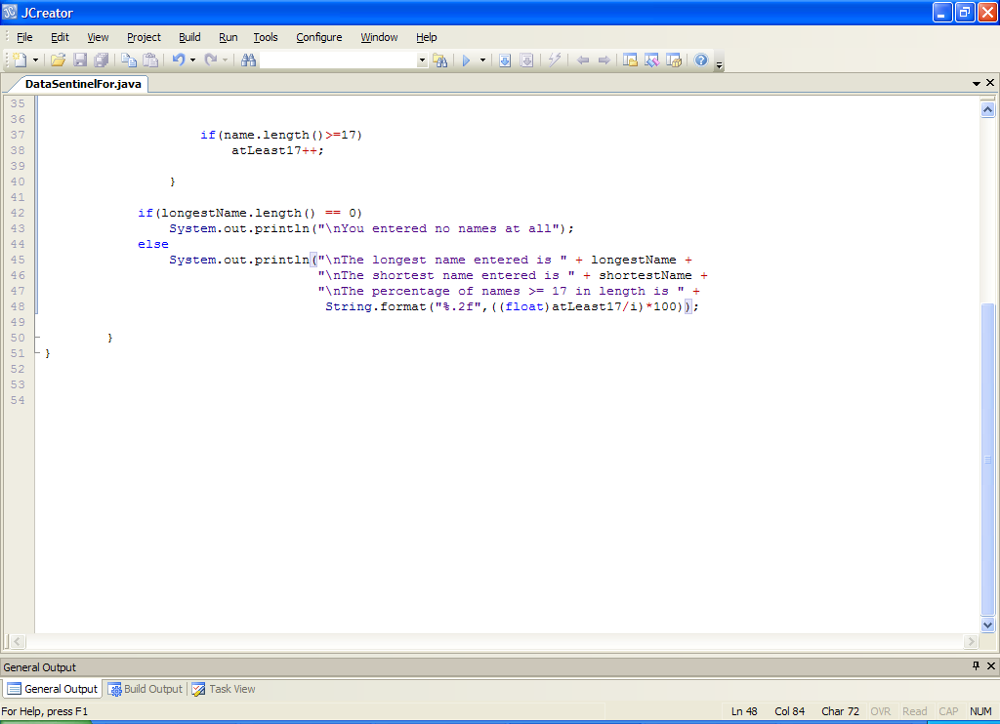 JCreator
File Edit View Project Build Run Tools Configure Window Help
DataSentinelFor.java
35
36
37 if(name.length()>=17)
38 atLeast17++;
39
40 }
41
42 if(longestName.length() == 0)
43 System.out.println("\nYou entered no names at all");
44 else
45 System.out.println("\nThe longest name entered is " + longestName +
46 "\nThe shortest name entered is " + shortestName +
47 "\nThe percentage of names >= 17 in length is " +
48 String.format("%.2f",((float)atLeast17/i)*100));
49
50 }
51 }
52
53
54
General Output
General Output Build Output Task View
For Help, press F1 Ln 48 Col 84 Char 72 OVR Read CAP NUM